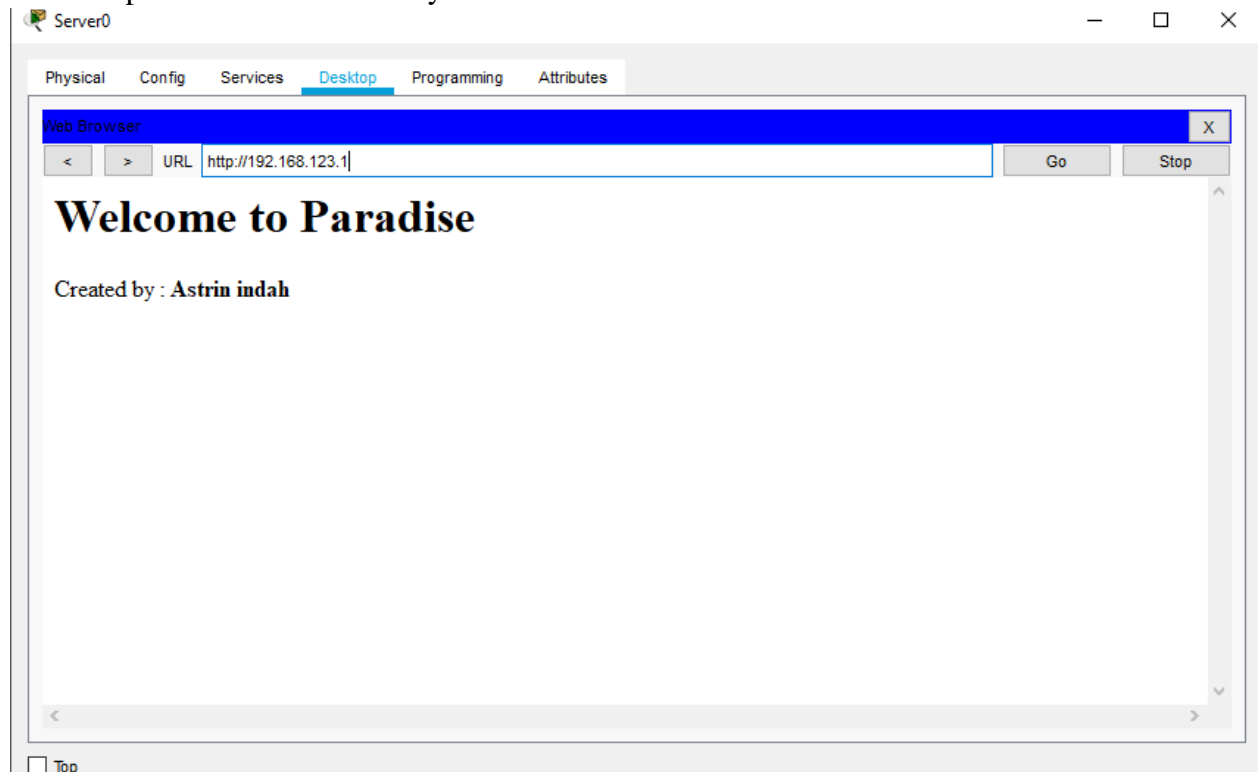 Server0
Physical Config Services Desktop Programming Attributes
Web Browser X
< > URL http://192.168.123.1 Go Stop
Welcome to Paradise
Created by : Astrin indah
Top